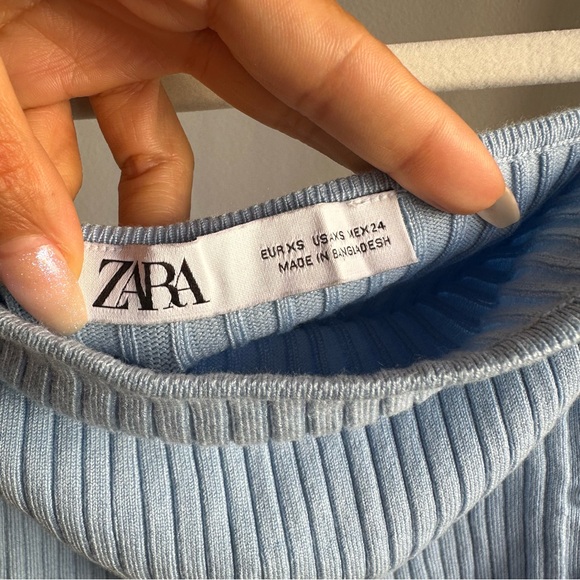 ZARA
EUR XS US XS MEX 24
MADE IN BANGLADESH